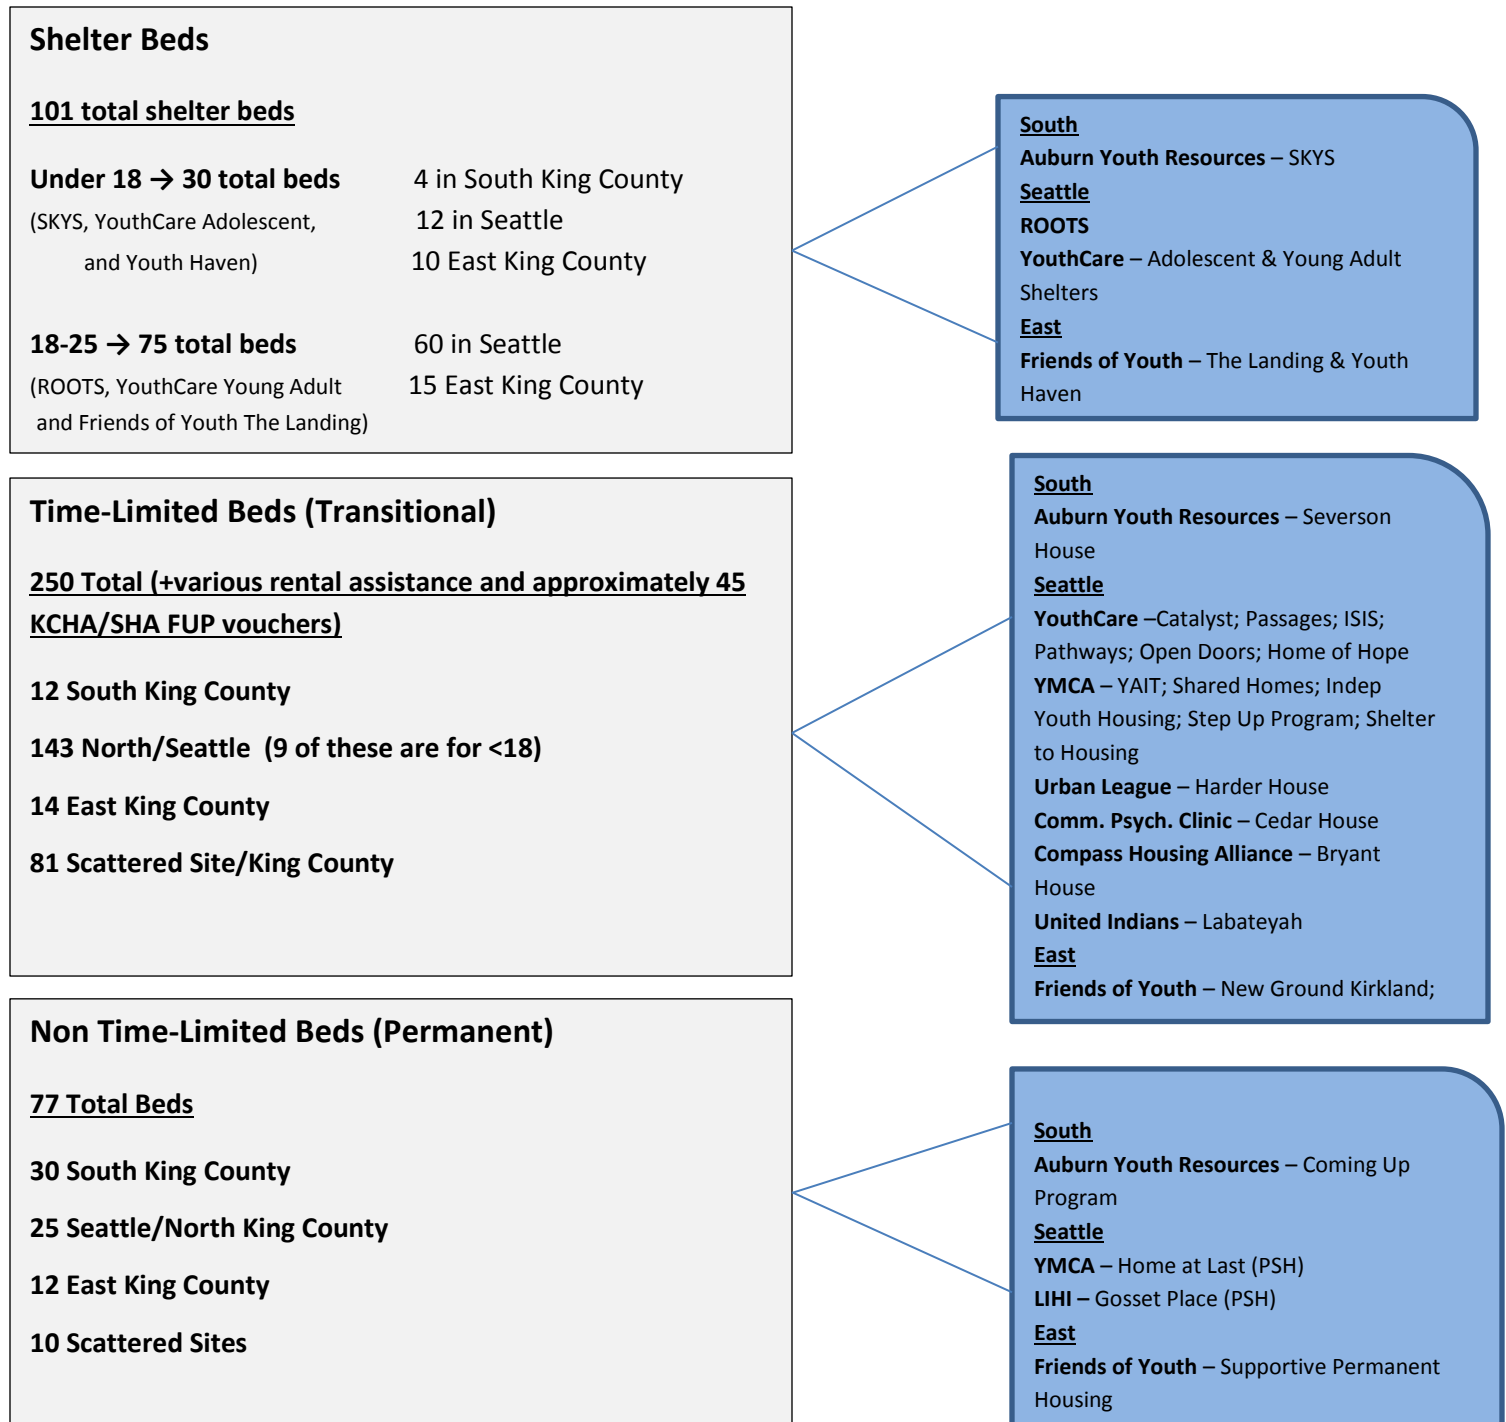 Shelter Beds
101 total shelter beds
Under 18 → 30 total beds 4 in South King County
(SKYS, YouthCare Adolescent, 12 in Seattle
and Youth Haven) 10 East King County
18-25 → 75 total beds 60 in Seattle
(ROOTS, YouthCare Young Adult 15 East King County
and Friends of Youth The Landing)
South
Auburn Youth Resources – SKYS
Seattle
ROOTS
YouthCare – Adolescent & Young Adult
Shelters
East
Friends of Youth – The Landing & Youth
Haven
Time-Limited Beds (Transitional)
250 Total (+various rental assistance and approximately 45
KCHA/SHA FUP vouchers)
12 South King County
143 North/Seattle (9 of these are for <18)
14 East King County
81 Scattered Site/King County
South
Auburn Youth Resources – Severson
House
Seattle
YouthCare –Catalyst; Passages; ISIS;
Pathways; Open Doors; Home of Hope
YMCA – YAIT; Shared Homes; Indep
Youth Housing; Step Up Program; Shelter
to Housing
Urban League – Harder House
Comm. Psych. Clinic – Cedar House
Compass Housing Alliance – Bryant
House
United Indians – Labateyah
East
Friends of Youth – New Ground Kirkland;
Non Time-Limited Beds (Permanent)
77 Total Beds
30 South King County
25 Seattle/North King County
12 East King County
10 Scattered Sites
South
Auburn Youth Resources – Coming Up
Program
Seattle
YMCA – Home at Last (PSH)
LIHI – Gosset Place (PSH)
East
Friends of Youth – Supportive Permanent
Housing